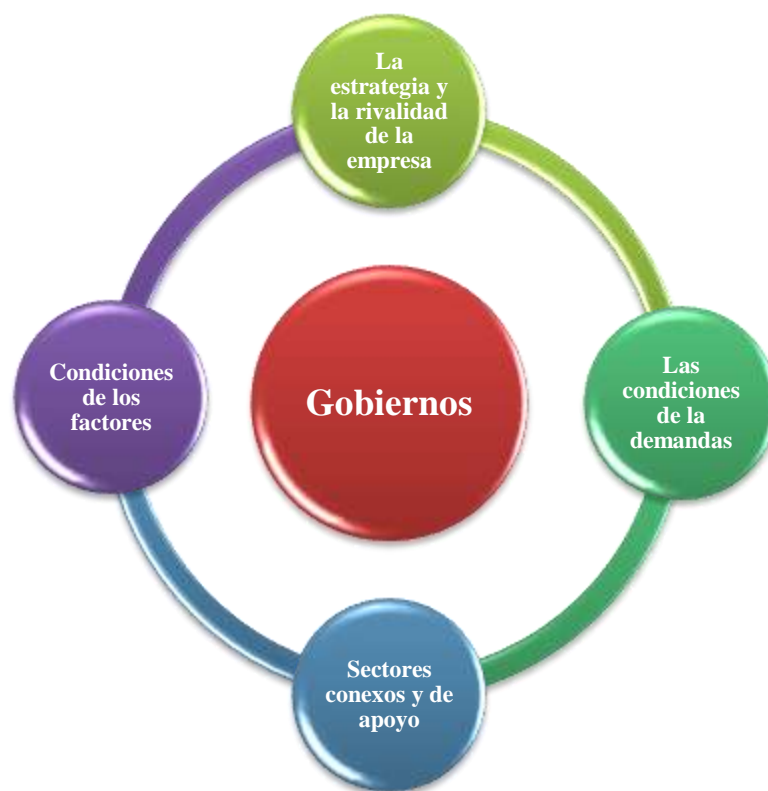 La
estrategia y
la rivalidad
de la
empresa
Condiciones
de los
factores
Gobiernos
Las
condiciones
de la
demandas
Sectores
conexos y de
apoyo